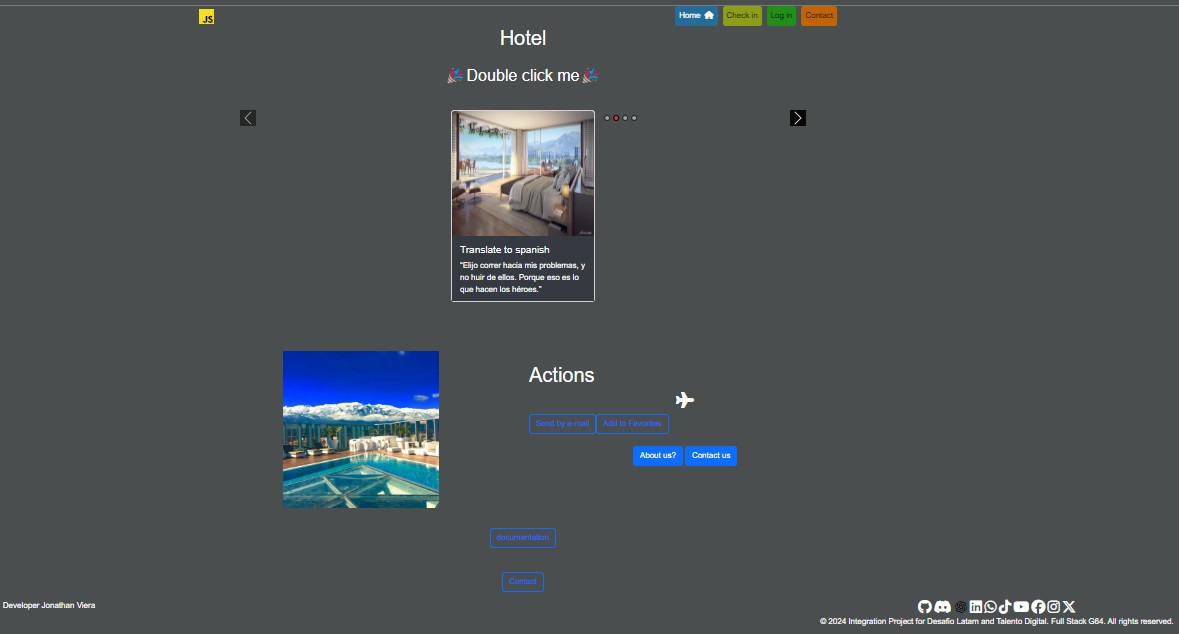 JS
Home
Check in
Log in
Contact
Hotel
Double click me
Translate to spanish
"Elijo correr hacia mis problemas, y
no huir de ellos. Porque eso es lo
que hacen los héroes."
Actions
Send by e-mail
Add to Favorites
About us?
Contact us
documentation
Contact
Developer Jonathan Viera
© 2024 Integration Project for Desafio Latam and Talento Digital. Full Stack G64. All rights reserved.